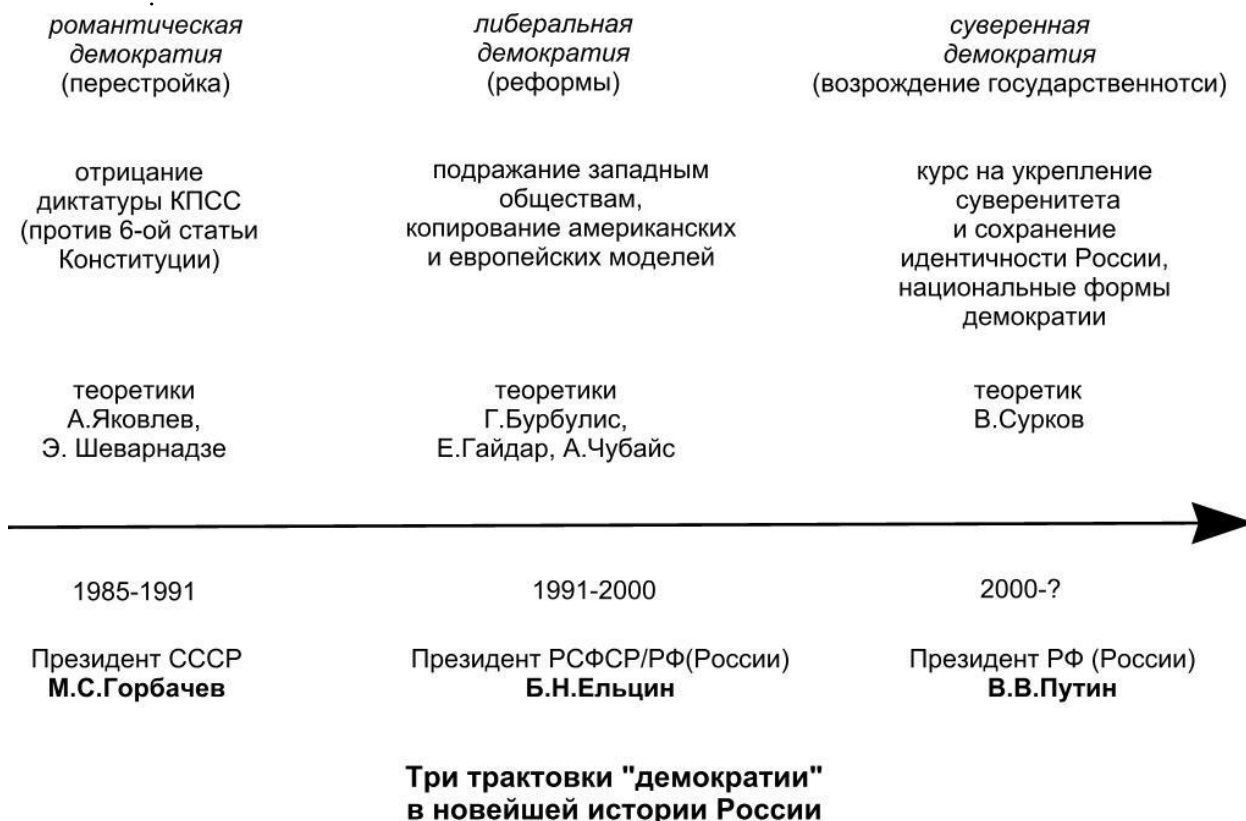 романтическая
демократия
(перестройка)
отрицание
диктатуры КПСС
(против 6-ой статьи
Конституции)
теоретики
А.Яковлев,
Э. Шеварнадзе
1985-1991
Президент СССР
М.С.Горбачев
либеральная
демократия
(реформы)
подражание западным
обществам,
копирование американских
и европейских моделей
теоретики
Г.Бурбулис,
Е.Гайдар, А.Чубайс
1991-2000
Президент РСФСР/РФ(России)
Б.Н.Ельцин
суверенная
демократия
(возрождение государственнотси)
курс на укрепление
суверенитета
и сохранение
идентичности России,
национальные формы
демократии
теоретик
В.Сурков
2000-?
Президент РФ (России)
В.В.Путин
Три трактовки "демократии"
в новейшей истории России